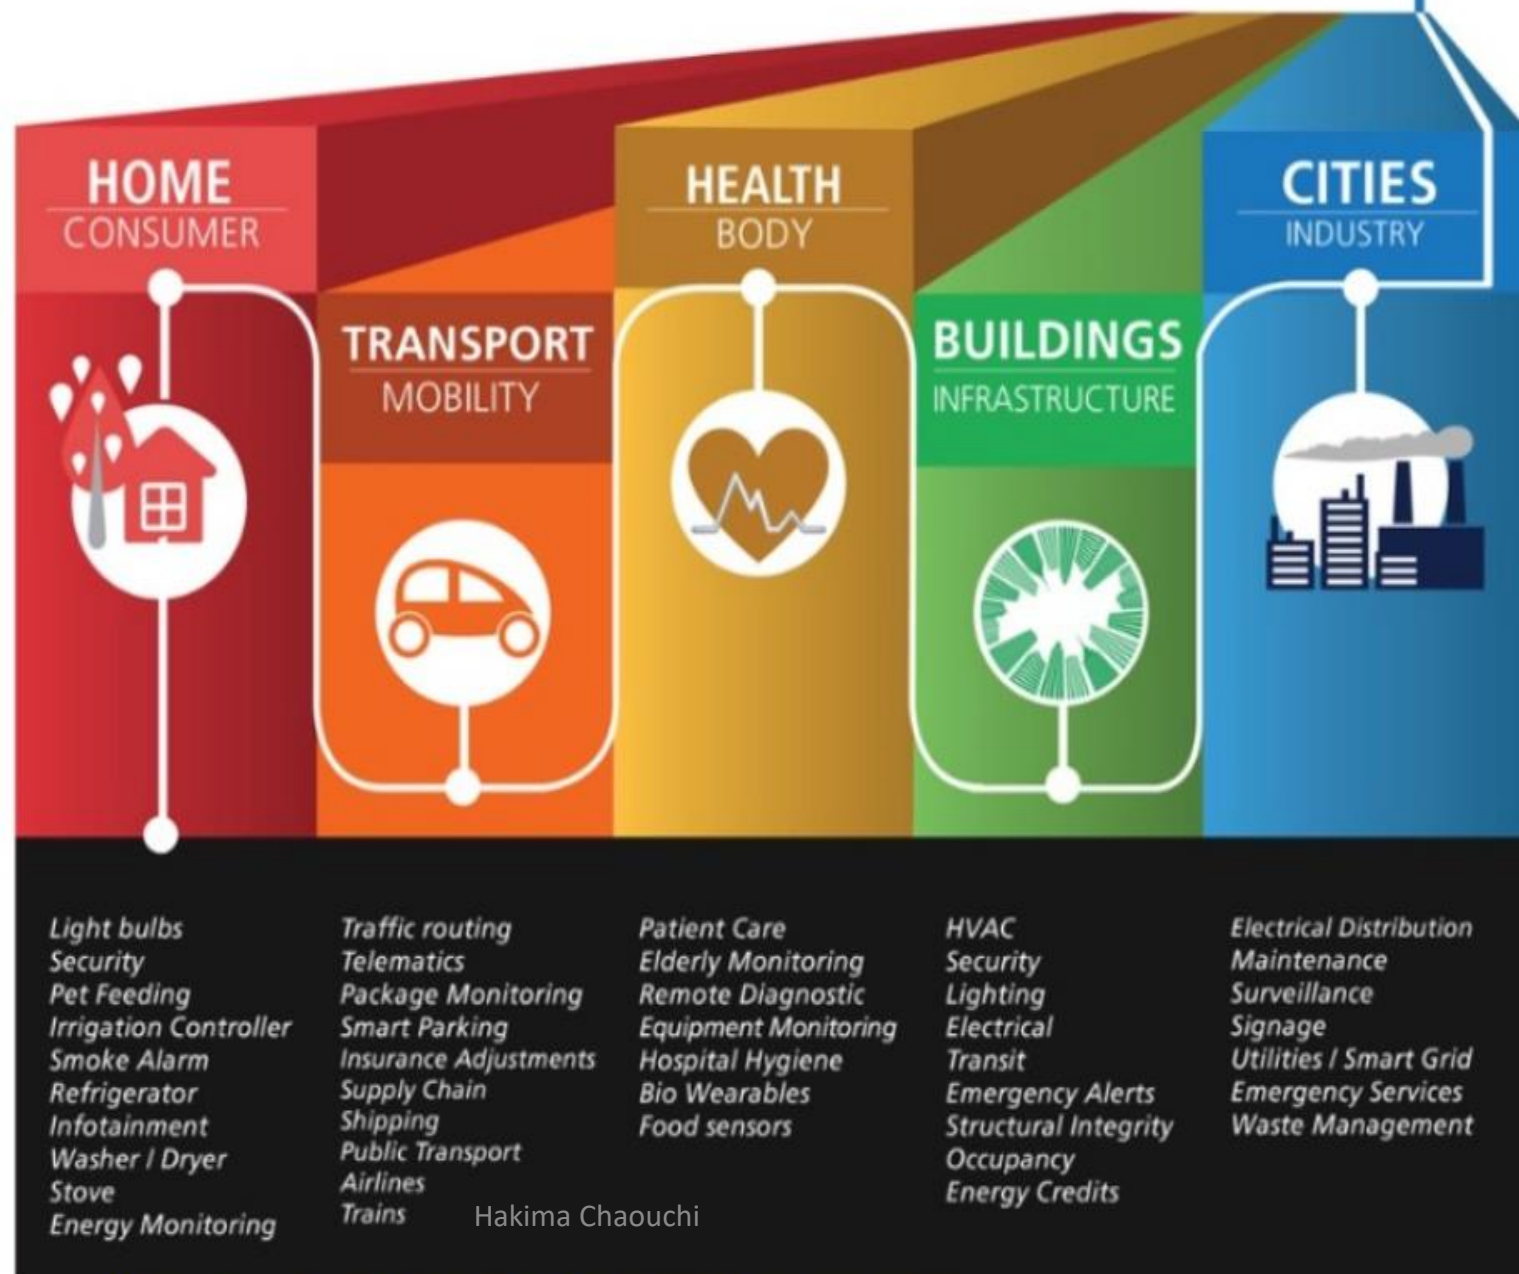 HOME
CONSUMER
TRANSPORT
MOBILITY
HEALTH
BODY
BUILDINGS
INFRASTRUCTURE
CITIES
INDUSTRY
Light bulbs
Security
Pet Feeding
Irrigation Controller
Smoke Alarm
Refrigerator
Infotainment
Washer / Dryer
Stove
Energy Monitoring
Traffic routing
Telematics
Package Monitoring
Smart Parking
Insurance Adjustments
Supply Chain
Shipping
Public Transport
Airlines
Trains
Patient Care
Elderly Monitoring
Remote Diagnostic
Equipment Monitoring
Hospital Hygiene
Bio Wearables
Food sensors
HVAC
Security
Lighting
Electrical
Transit
Emergency Alerts
Structural Integrity
Occupancy
Energy Credits
Electrical Distribution
Maintenance
Surveillance
Signage
Utilities / Smart Grid
Emergency Services
Waste Management
Hakima Chaouchi